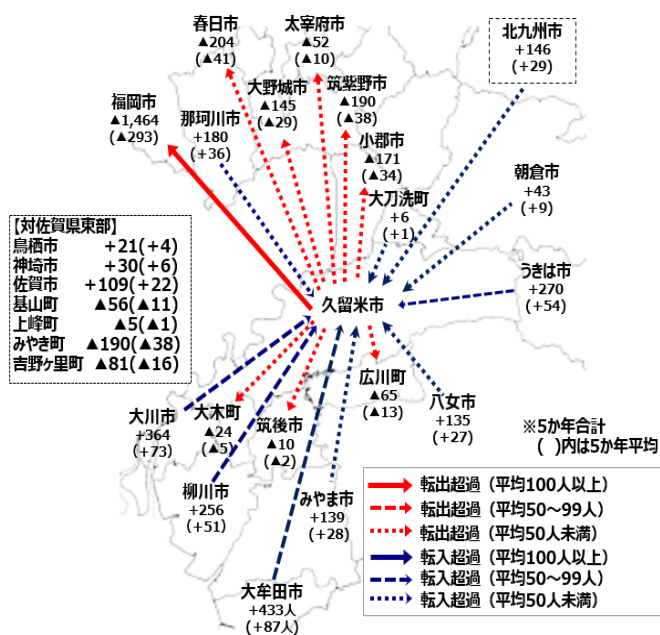 春日市
▲204
(▲41)
太宰府市
▲52
(▲10)
北九州市
+146
(+29)
福岡市
▲1,464
(▲293)
那珂川市
+180
(+36)
大野城市
▲145
(▲29)
筑紫野市
▲190
(▲38)
小郡市
▲171
(▲34)
大刀洗町
+6
(+1)
朝倉市
+43
(+9)
【対佐賀県東部】
鳥栖市 +21(+4)
神埼市 +30(+6)
佐賀市 +109(+22)
基山町 ▲56(▲11)
上峰町 ▲5(▲1)
みやき町 ▲190(▲38)
吉野ヶ里町 ▲81(▲16)
うきは市
+270
(+54)
久留米市
大川市
+364
(+73)
大木町
▲24
(▲5)
筑後市
▲10
(▲2)
広川町
▲65
(▲13)
八女市
+135
(+27)
※5か年合計
( )内は5か年平均
柳川市
+256
(+51)
みやま市
+139
(+28)
大牟田市
+433人
(+87人)
転出超過（平均100人以上）
転出超過（平均50～99人）
転出超過（平均50人未満）
転入超過（平均100人以上）
転入超過（平均50～99人）
転入超過（平均50人未満）